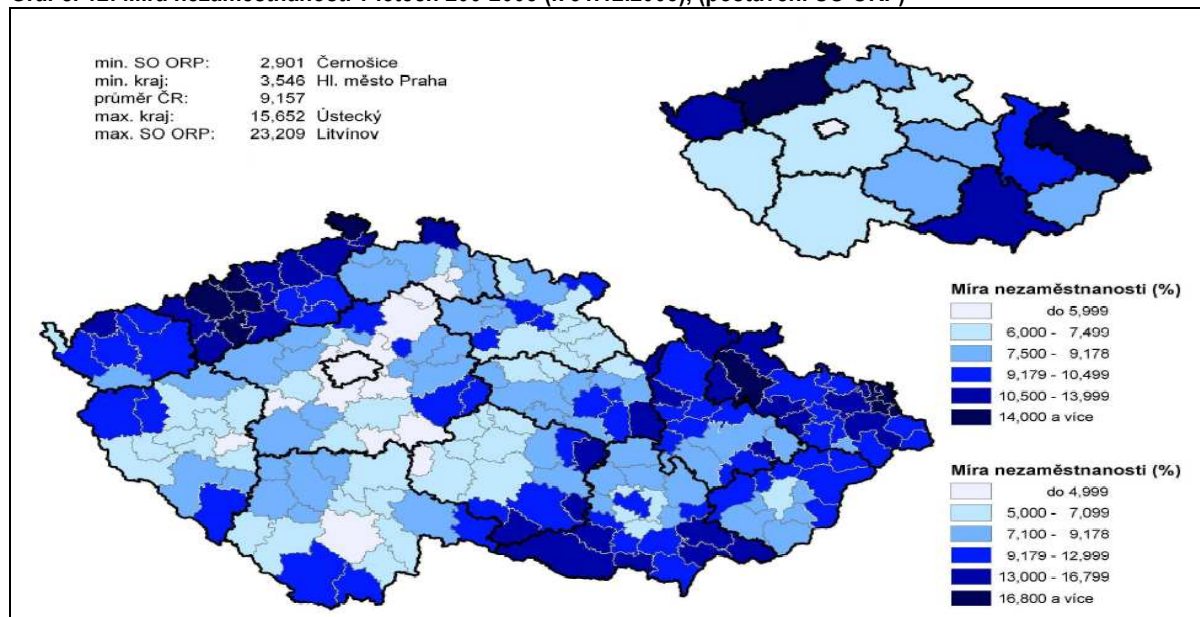 min. SO ORP: 2,901 Černošice
min. kraj: 3,546 Hl. město Praha
průměr ČR: 9,157
max. kraj: 15,652 Ústecký
max. SO ORP: 23,209 Litvínov
Míra nezaměstnanosti (%)
do 5,999
6,000 - 7,499
7,500 - 9,178
9,179 - 10,499
10,500 - 13,999
14,000 a více
Míra nezaměstnanosti (%)
do 4,999
5,000 - 7,099
7,100 - 9,178
9,179 - 12,999
13,000 - 16,799
16,800 a více